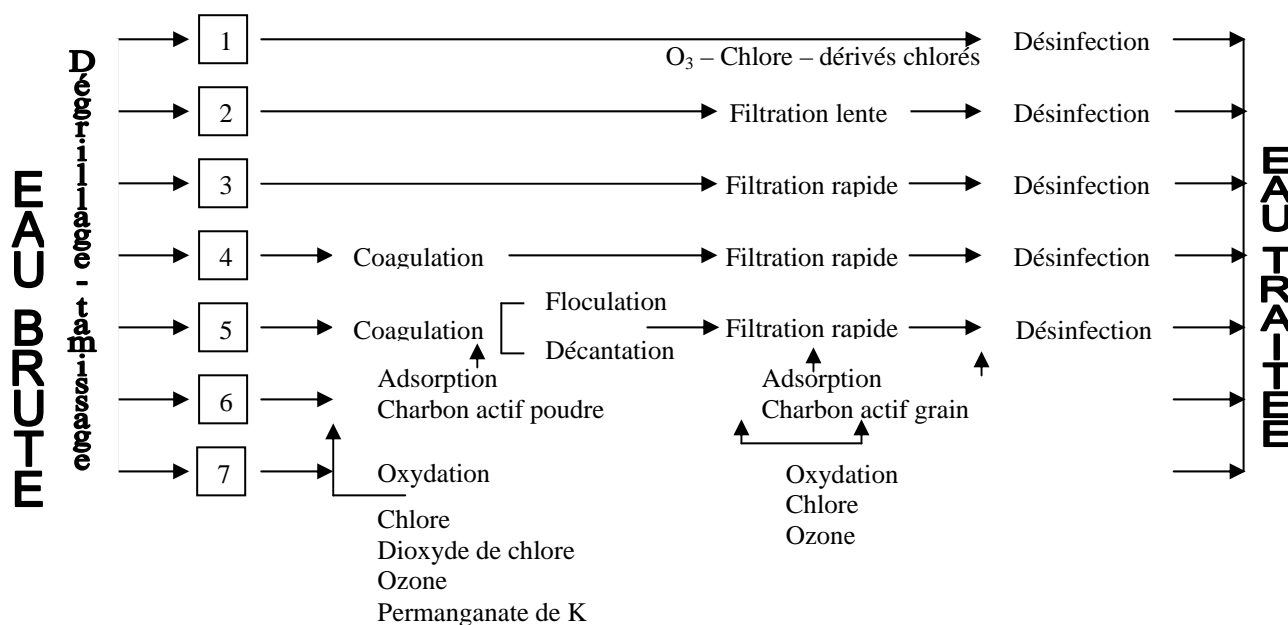 EAU BRUTE
Dégrillage-tamissage
1
O₃ – Chlore – dérivés chlorés
Désinfection
2
Filtration lente
Désinfection
3
Filtration rapide
Désinfection
4
Coagulation
Filtration rapide
Désinfection
5
Coagulation
Floculation
Décantation
Filtration rapide
Désinfection
6
Adsorption
Charbon actif poudre
Adsorption
Charbon actif grain
7
Oxydation
Chlore
Dioxyde de chlore
Ozone
Permanganate de K
Oxydation
Chlore
Ozone
EAU TRAITEE